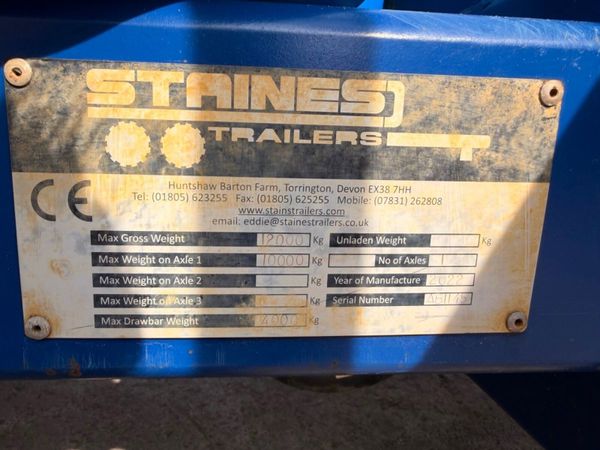 STAINES
TRAILERS
CE
Huntshaw Barton Farm, Torrington, Devon EX38 7HH
Tel: (01805) 623255 Fax: (01805) 625255 Mobile: (07831) 262808
www.stainstrailers.com
email: eddie@stainestrailers.co.uk
Max Gross Weight 12000 Kg Unladen Weight Kg
Max Weight on Axle 1 10000 Kg No of Axles 1
Max Weight on Axle 2 Kg Year of Manufacture 2022
Max Weight on Axle 3 Kg Serial Number
Max Drawbar Weight Kg